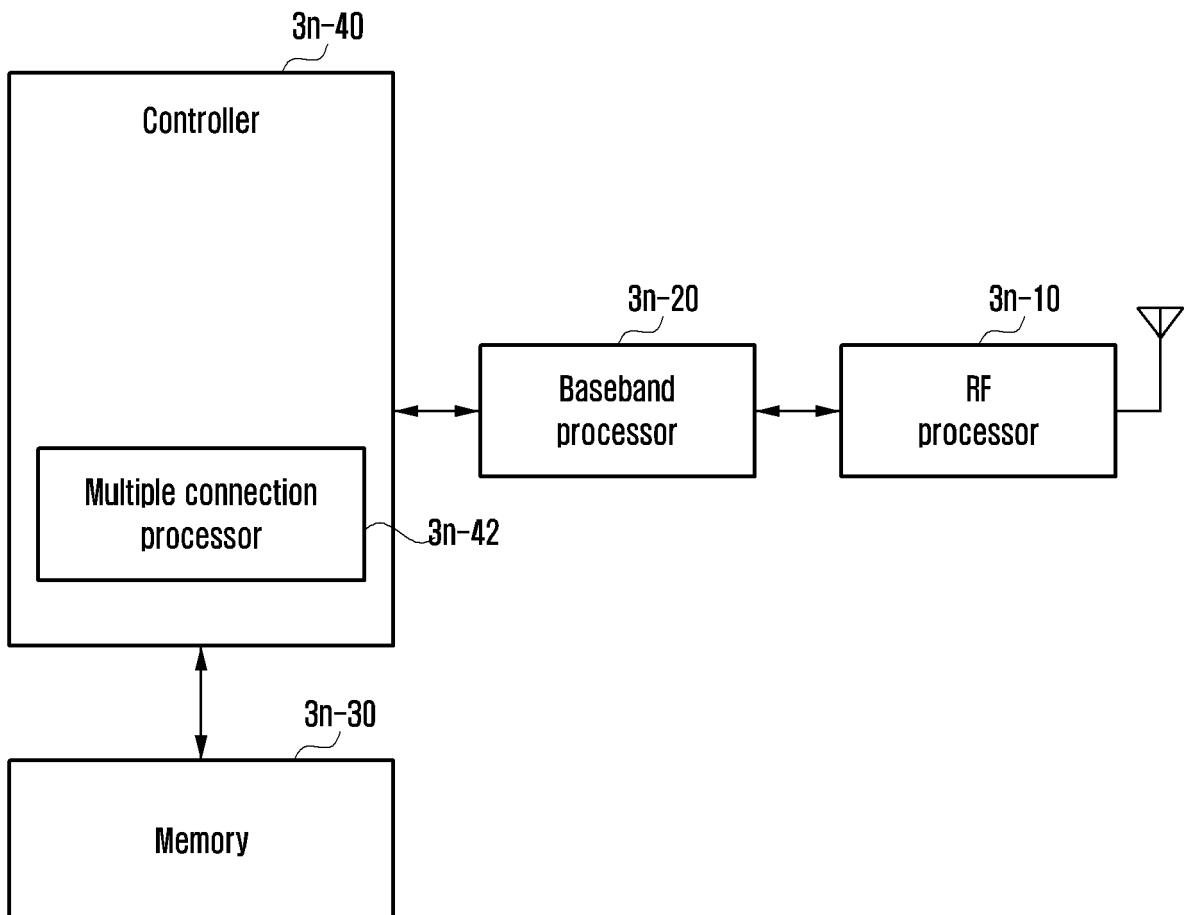 3n-40
Controller
3n-20
3n-10
Baseband
processor
RF
processor
Multiple connection
processor
3n-42
3n-30
Memory